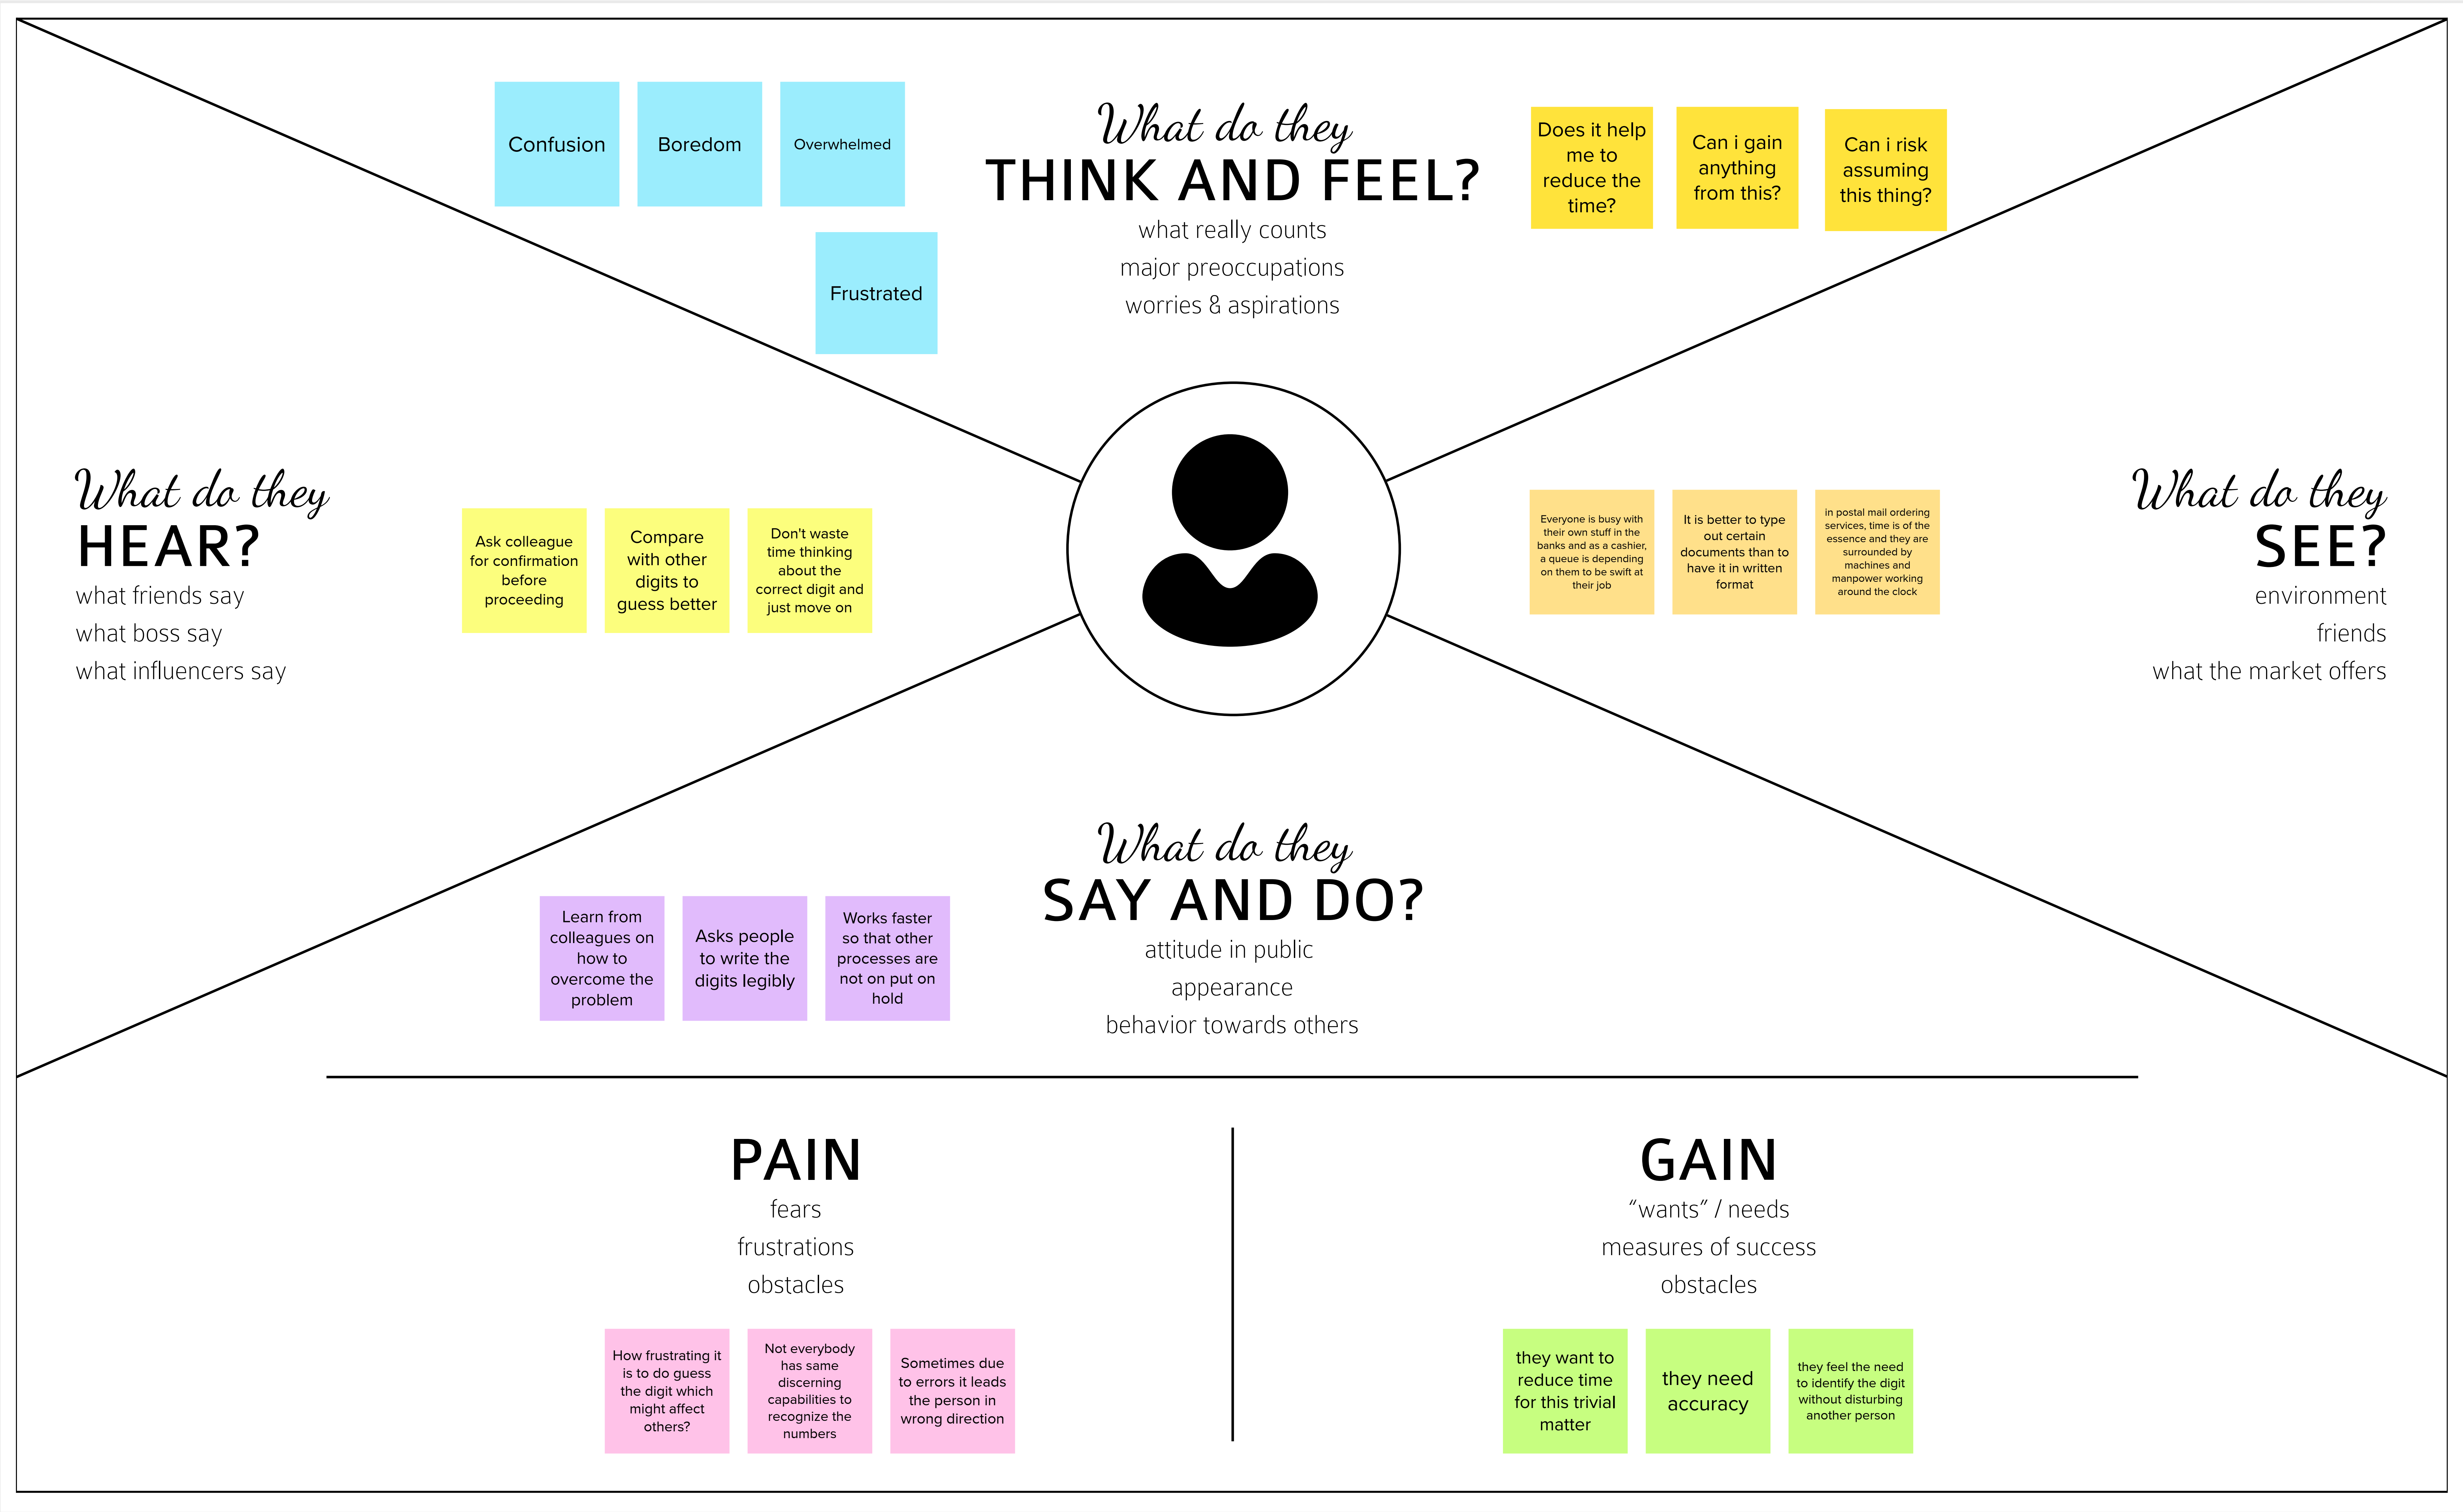 Confusion
Boredom
Overwhelmed
Frustrated
What do they
THINK AND FEEL?
what really counts
major preoccupations
worries & aspirations
Does it help
me to
reduce the
time?
Can i gain
anything
from this?
Can i risk
assuming
this thing?
What do they
HEAR?
what friends say
what boss say
what influencers say
Ask colleague
for confirmation
before
proceeding
Compare
with other
digits to
guess better
Don't waste
time thinking
about the
correct digit and
just move on
Everyone is busy with
their own stuff in the
banks and as a cashier,
a queue is depending
on them to be swift at
their job
It is better to type
out certain
documents than to
have it in written
format
in postal mail ordering
services, time is of the
essence and they are
surrounded by
machines and
manpower working
around the clock
What do they
SEE?
environment
friends
what the market offers
Learn from
colleagues on
how to
overcome the
problem
Asks people
to write the
digits legibly
Works faster
so that other
processes are
not on put on
hold
What do they
SAY AND DO?
attitude in public
appearance
behavior towards others
PAIN
fears
frustrations
obstacles
How frustrating it
is to do guess
the digit which
might affect
others?
Not everybody
has same
discerning
capabilities to
recognize the
numbers
Sometimes due
to errors it leads
the person in
wrong direction
GAIN
“wants” / needs
measures of success
obstacles
they want to
reduce time
for this trivial
matter
they need
accuracy
they feel the need
to identify the digit
without disturbing
another person